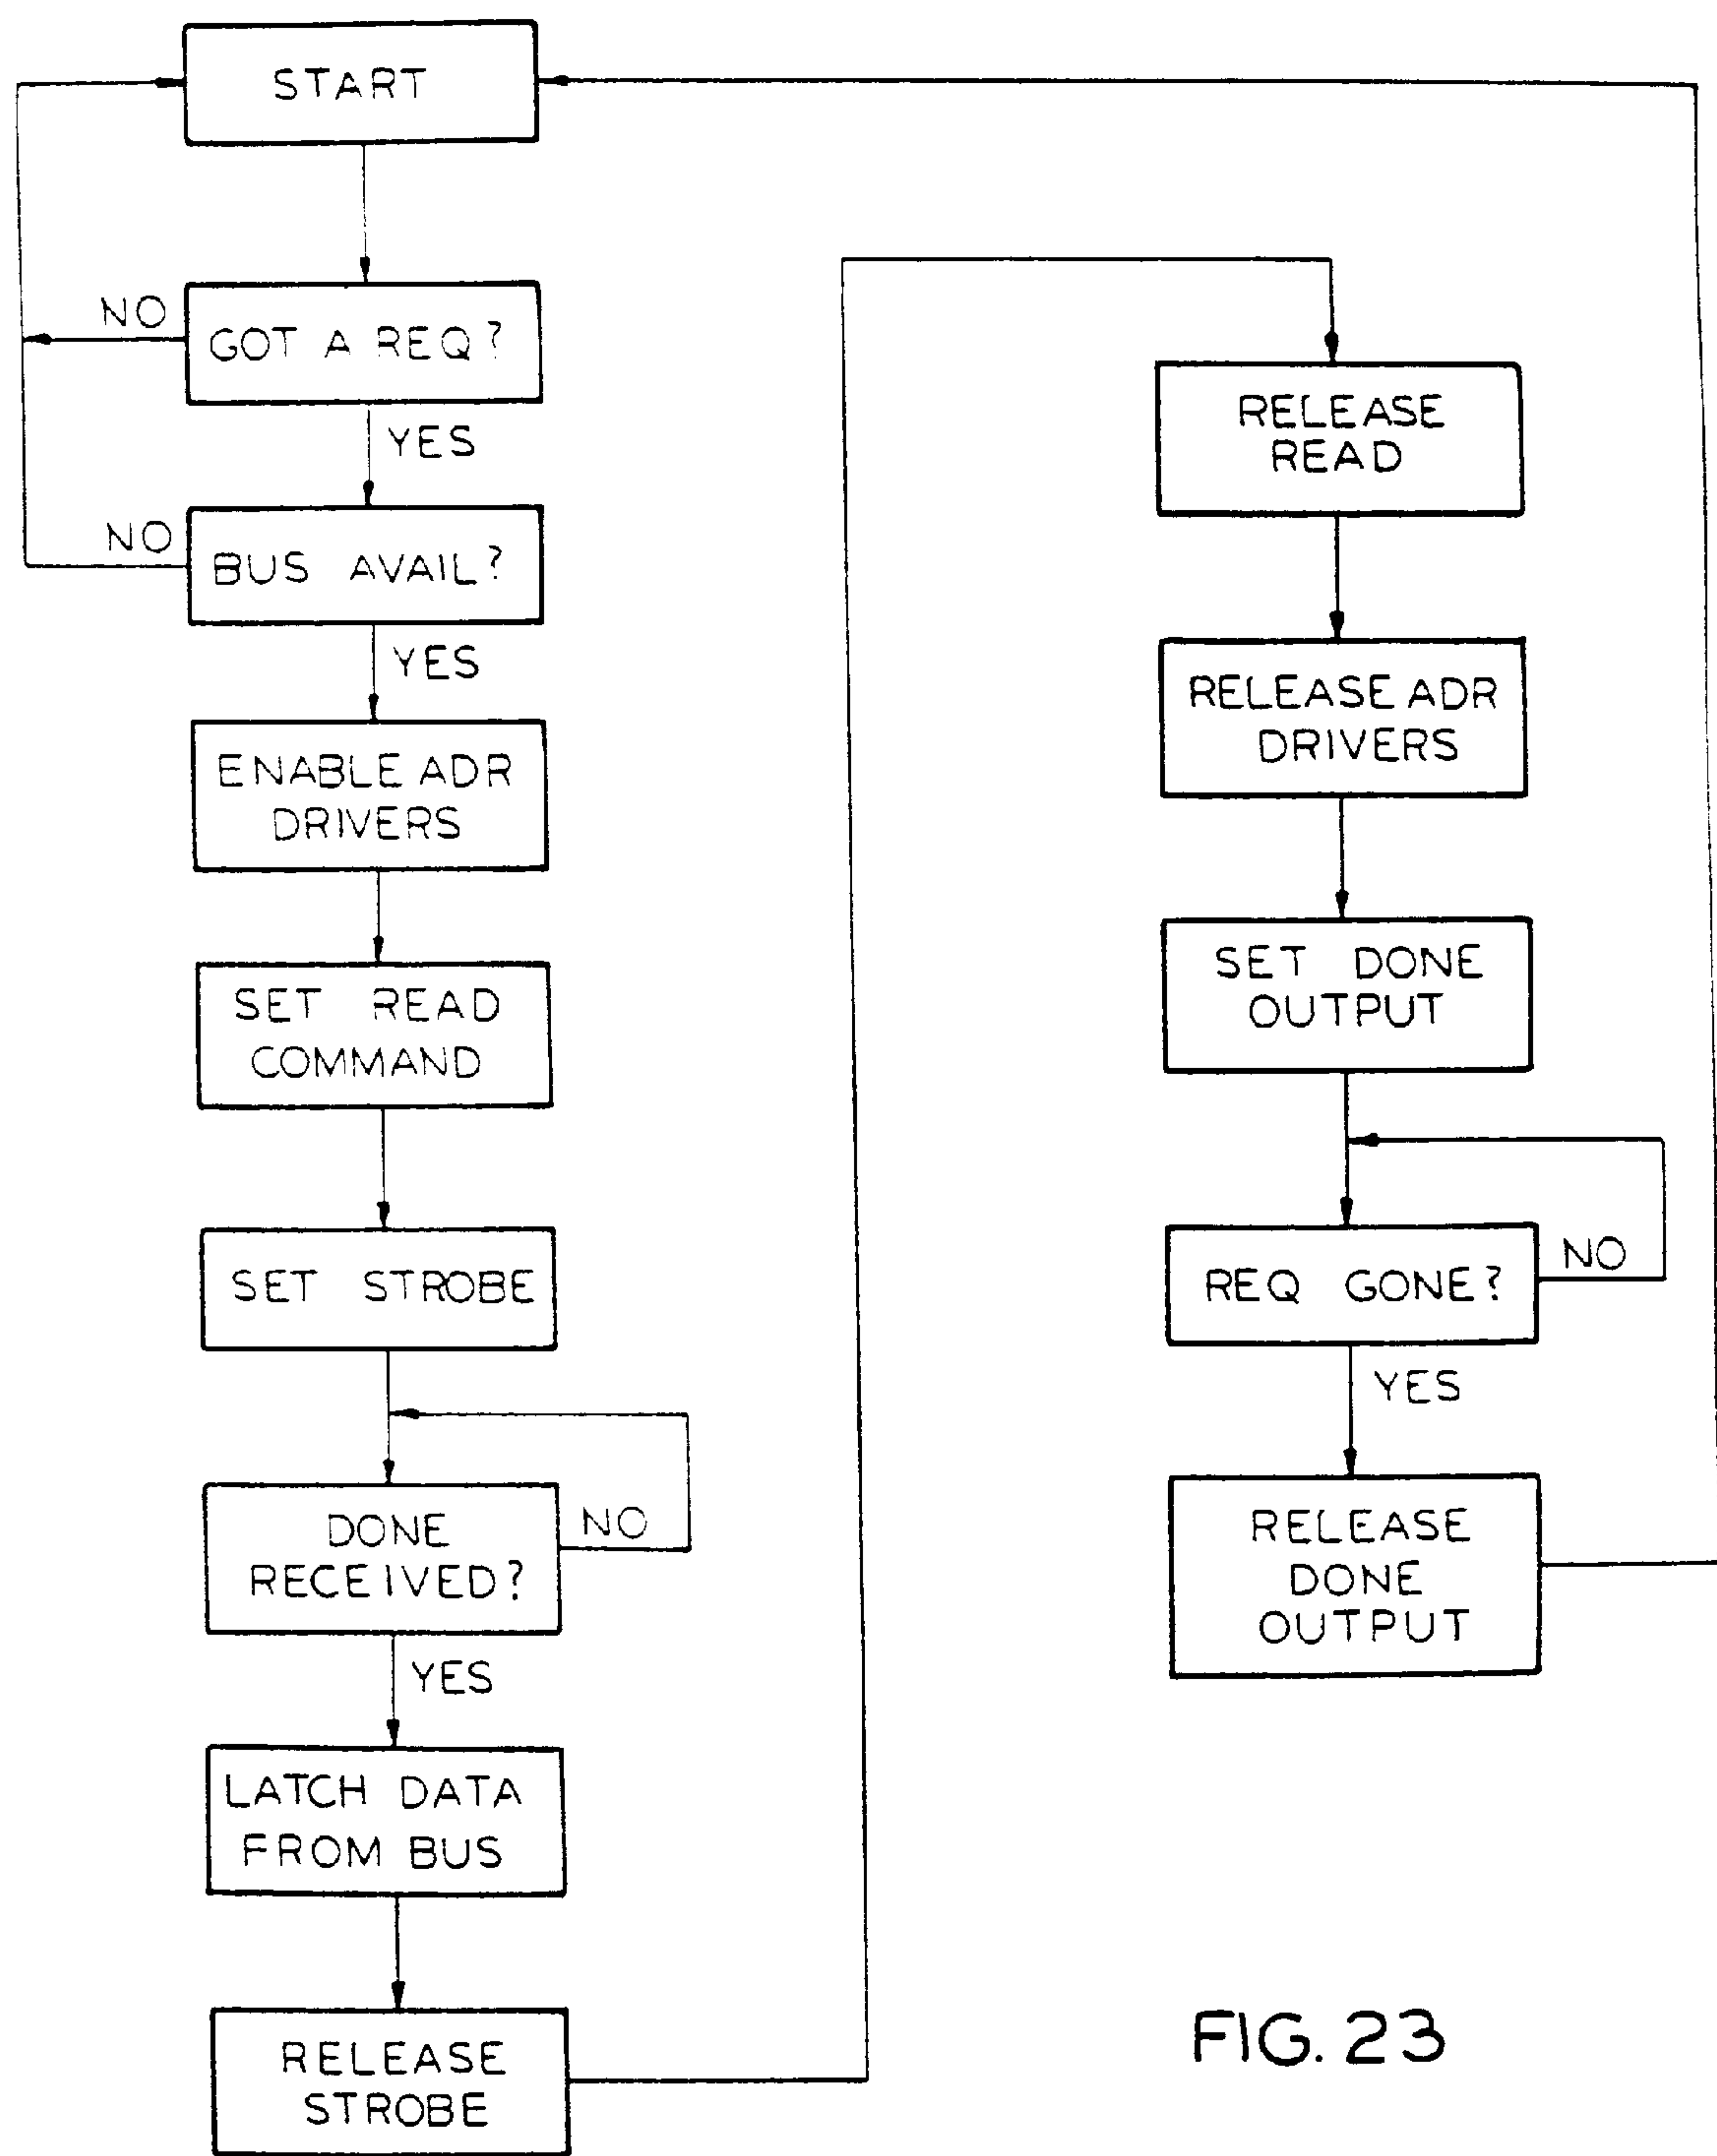 START
NO
GOT A REQ?
YES
NO
BUS AVAIL?
YES
ENABLE ADR
DRIVERS
SET READ
COMMAND
SET STROBE
DONE
RECEIVED?
NO
YES
LATCH DATA
FROM BUS
RELEASE
STROBE
RELEASE
READ
RELEASE ADR
DRIVERS
SET DONE
OUTPUT
REQ GONE?
NO
YES
RELEASE
DONE
OUTPUT
FIG. 23